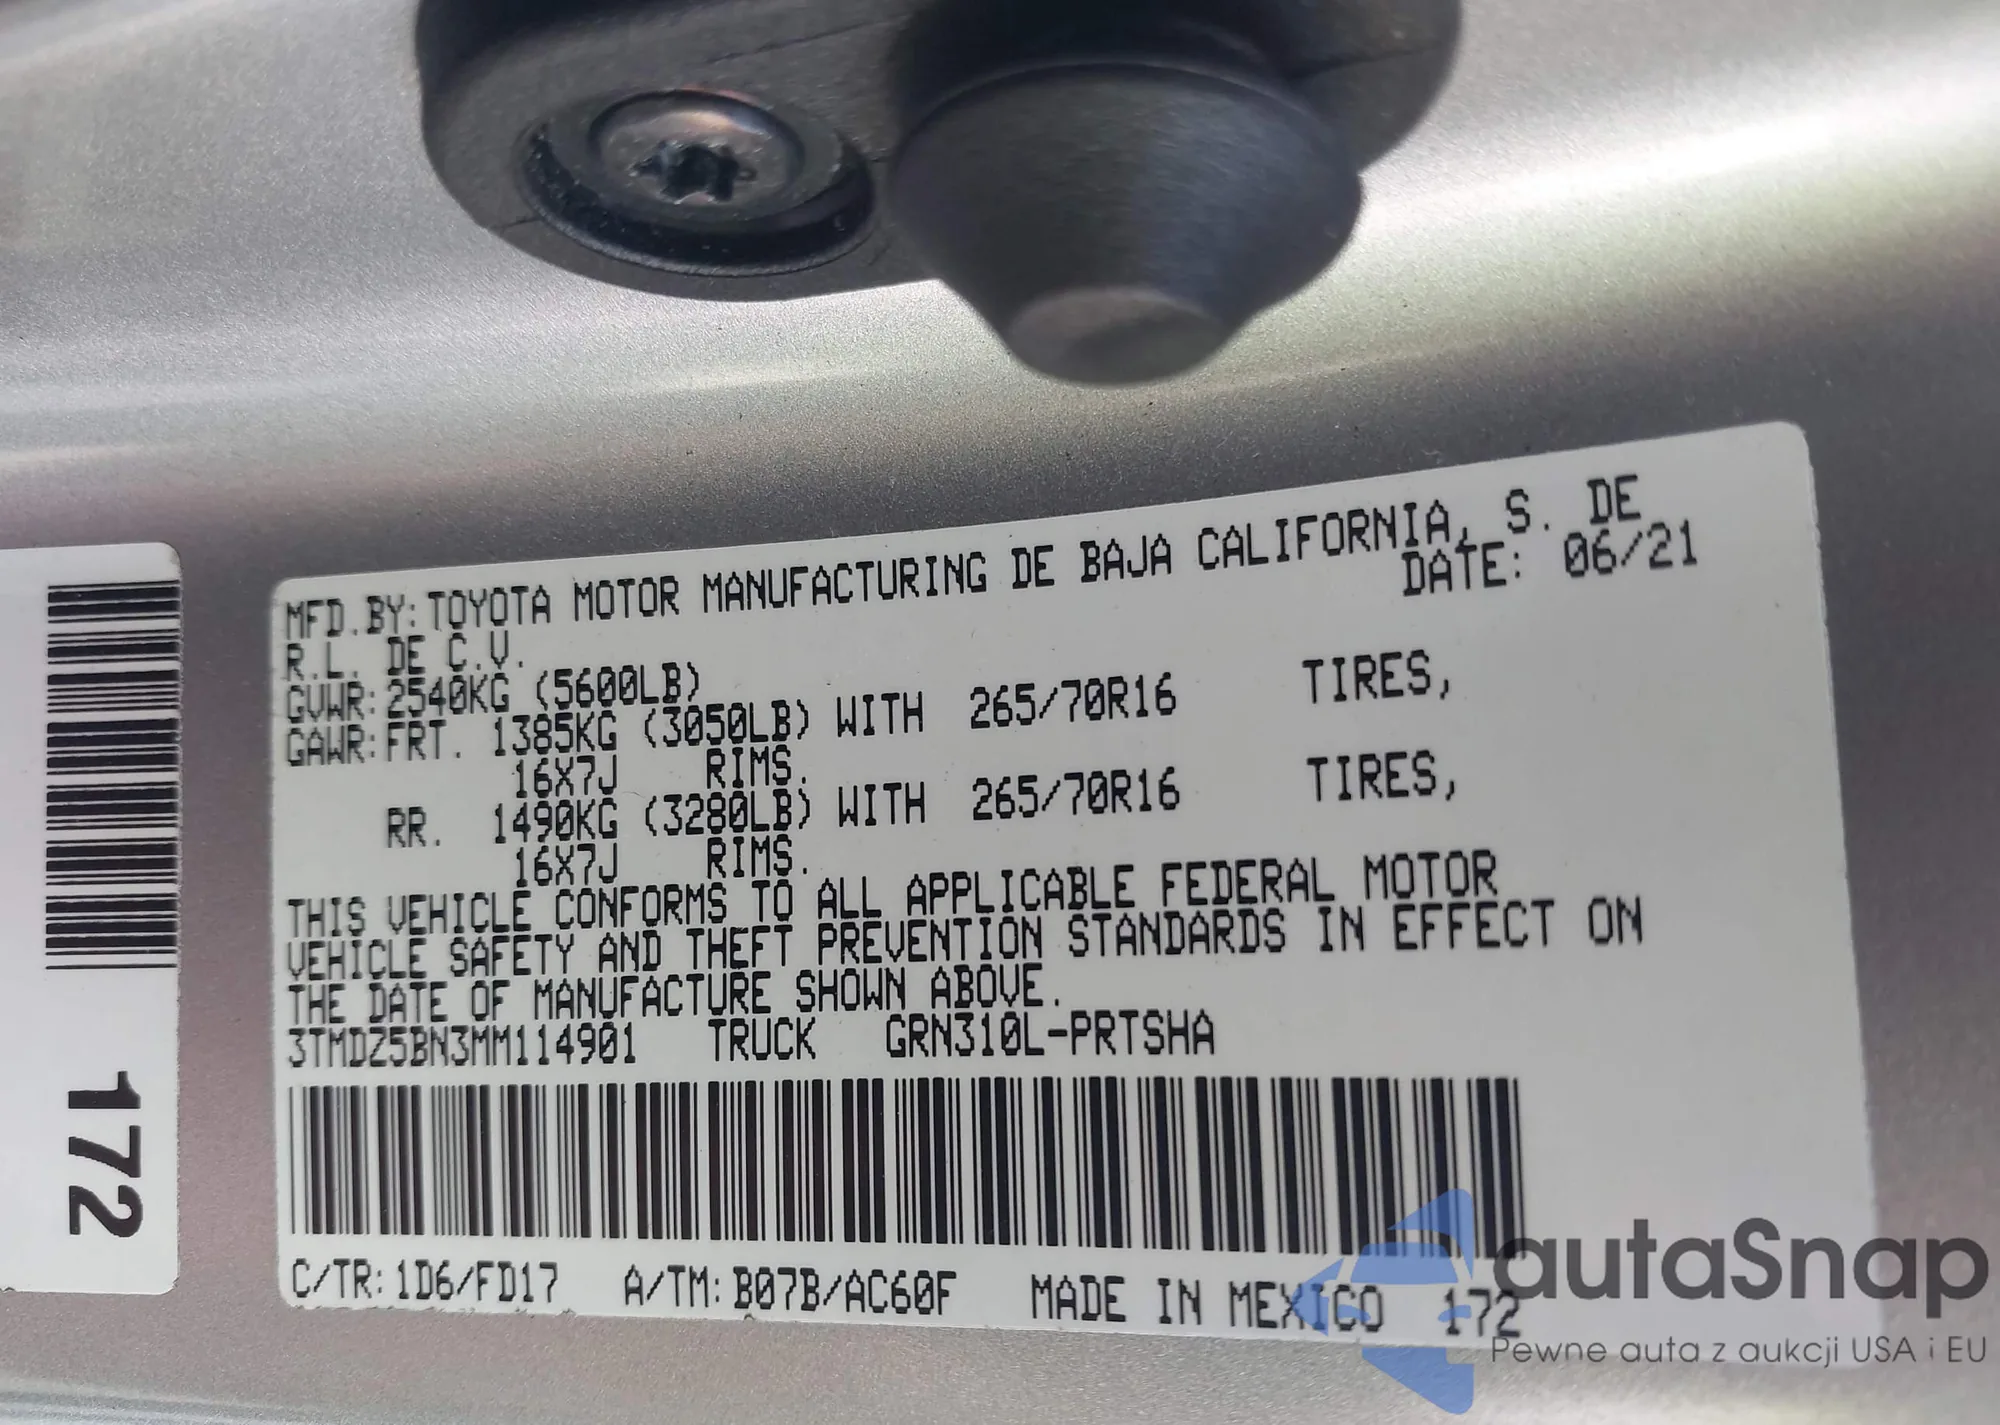 MFD.BY:TOYOTA MOTOR MANUFACTURING DE BAJA CALIFORNIA, S. DE
R.L. DE C.V. DATE: 06/21
GVWR:2540KG (5600LB)
GAWR:FRT. 1385KG (3050LB) WITH 265/70R16 TIRES,
16X7J RIMS.
RR. 1490KG (3280LB) WITH 265/70R16 TIRES,
16X7J RIMS.
THIS VEHICLE CONFORMS TO ALL APPLICABLE FEDERAL MOTOR
VEHICLE SAFETY AND THEFT PREVENTION STANDARDS IN EFFECT ON
THE DATE OF MANUFACTURE SHOWN ABOVE.
3TMDZ5BN3MM114901 TRUCK GRN310L-PRTSHA
C/TR:1D6/FD17 A/TM:B07B/AC60F MADE IN MEXICO 172
172
autaSnap
Pewne auta z aukcji USA i EU